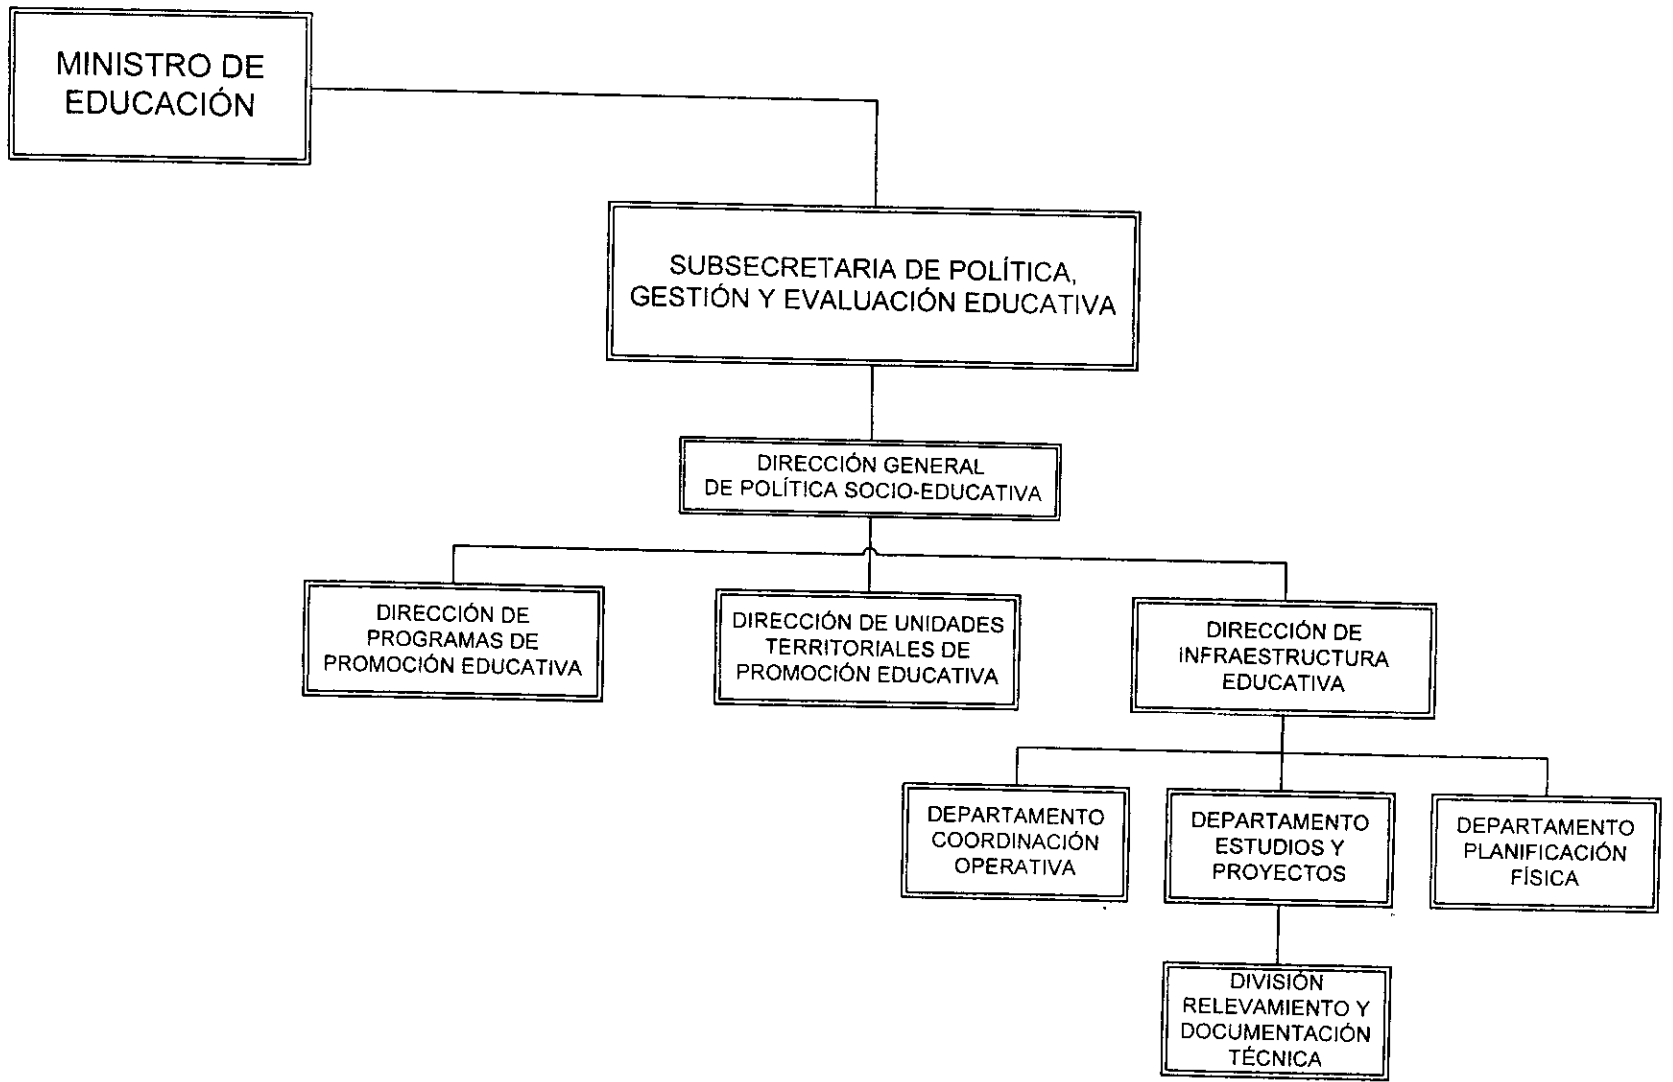 MINISTRO DE
EDUCACIÓN
SUBSECRETARIA DE POLÍTICA,
GESTIÓN Y EVALUACIÓN EDUCATIVA
DIRECCIÓN GENERAL
DE POLÍTICA SOCIO-EDUCATIVA
DIRECCIÓN DE
PROGRAMAS DE
PROMOCIÓN EDUCATIVA
DIRECCIÓN DE UNIDADES
TERRITORIALES DE
PROMOCIÓN EDUCATIVA
DIRECCIÓN DE
INFRAESTRUCTURA
EDUCATIVA
DEPARTAMENTO
COORDINACIÓN
OPERATIVA
DEPARTAMENTO
ESTUDIOS Y
PROYECTOS
DEPARTAMENTO
PLANIFICACIÓN
FÍSICA
DIVISIÓN
RELEVAMIENTO Y
DOCUMENTACIÓN
TÉCNICA